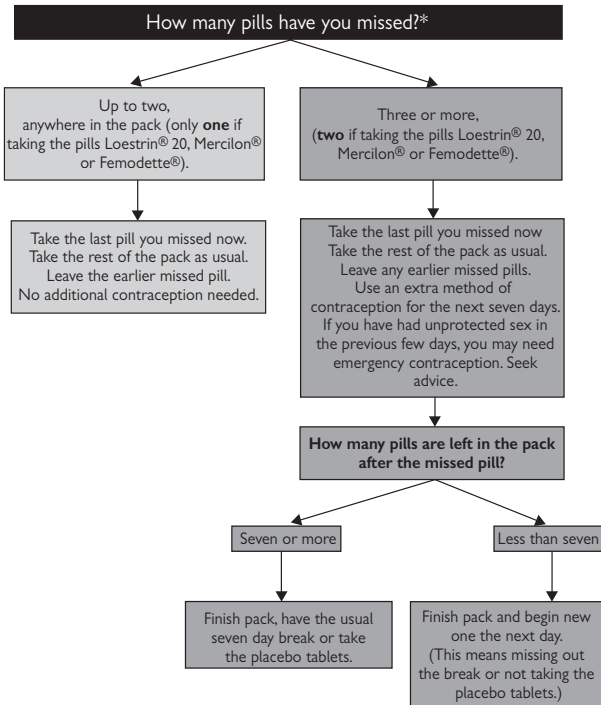 How many pills have you missed?*
Up to two,
anywhere in the pack (only one if
taking the pills Loestrin® 20, Mercilon®
or Femodette®).
Three or more,
(two if taking the pills Loestrin® 20,
Mercilon® or Femodette®).
Take the last pill you missed now.
Take the rest of the pack as usual.
Leave the earlier missed pill.
No additional contraception needed.
Take the last pill you missed now
Take the rest of the pack as usual.
Leave any earlier missed pills.
Use an extra method of
contraception for the next seven days.
If you have had unprotected sex in
the previous few days, you may need
emergency contraception. Seek
advice.
How many pills are left in the pack
after the missed pill?
Seven or more
Less than seven
Finish pack, have the usual
seven day break or take
the placebo tablets.
Finish pack and begin new
one the next day.
(This means missing out
the break or not taking the
placebo tablets.)